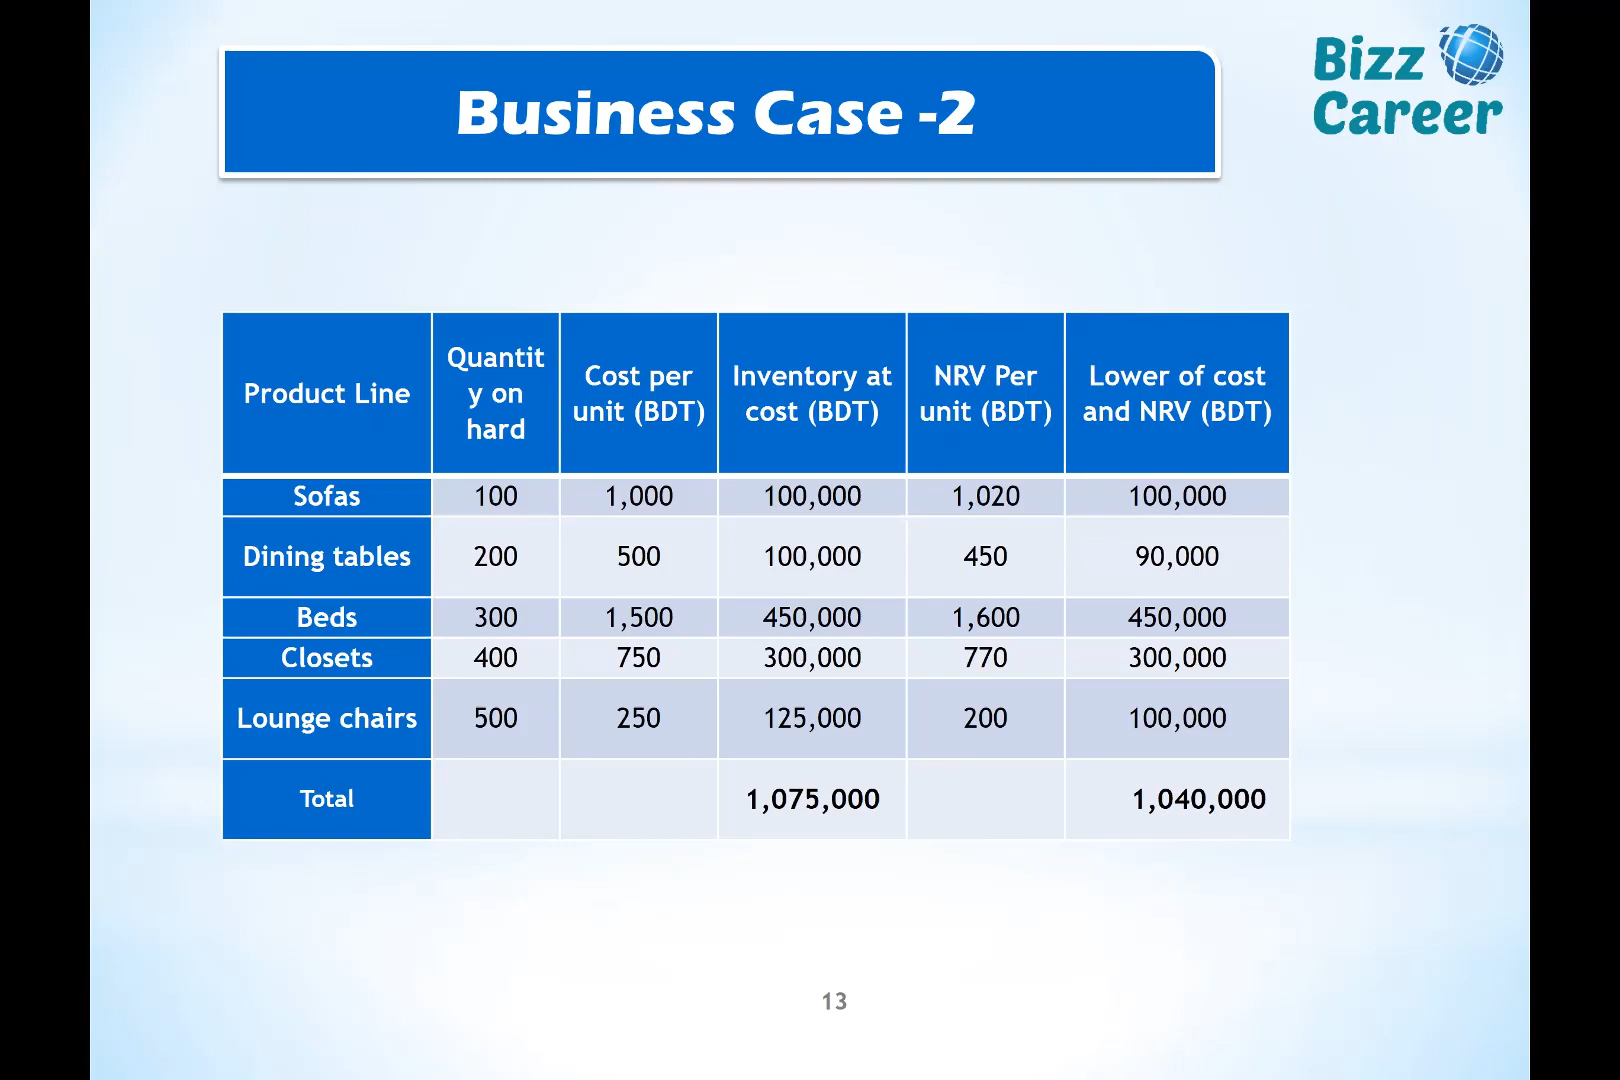 Bizz
Career
Business Case -2
Product Line
Quantit
y on
hard
Cost per
unit (BDT)
Inventory at
cost (BDT)
NRV Per
unit (BDT)
Lower of cost
and NRV (BDT)
Sofas 100 1,000 100,000 1,020 100,000
Dining tables 200 500 100,000 450 90,000
Beds 300 1,500 450,000 1,600 450,000
Closets 400 750 300,000 770 300,000
Lounge chairs 500 250 125,000 200 100,000
Total 1,075,000 1,040,000
13